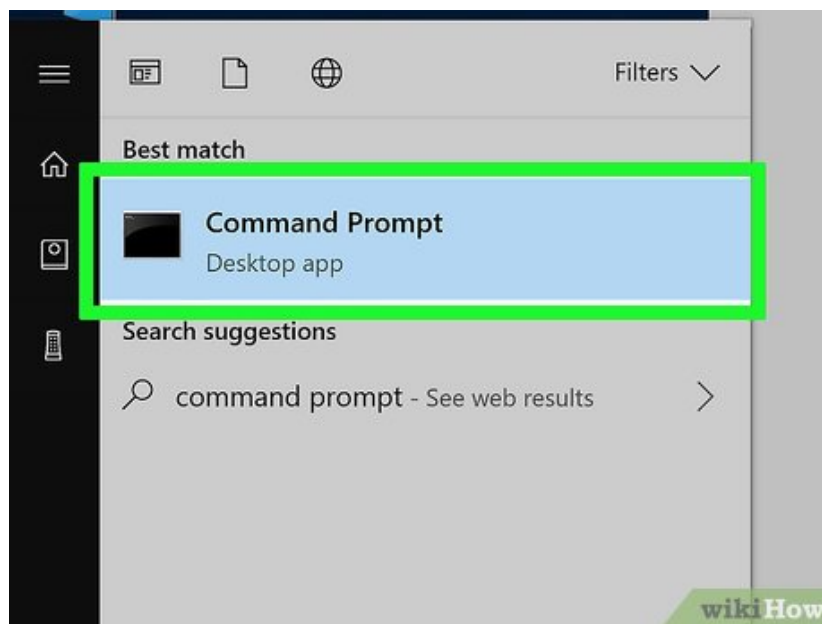 Filters
Best match
Command Prompt
Desktop app
Search suggestions
command prompt - See web results
wikiHow